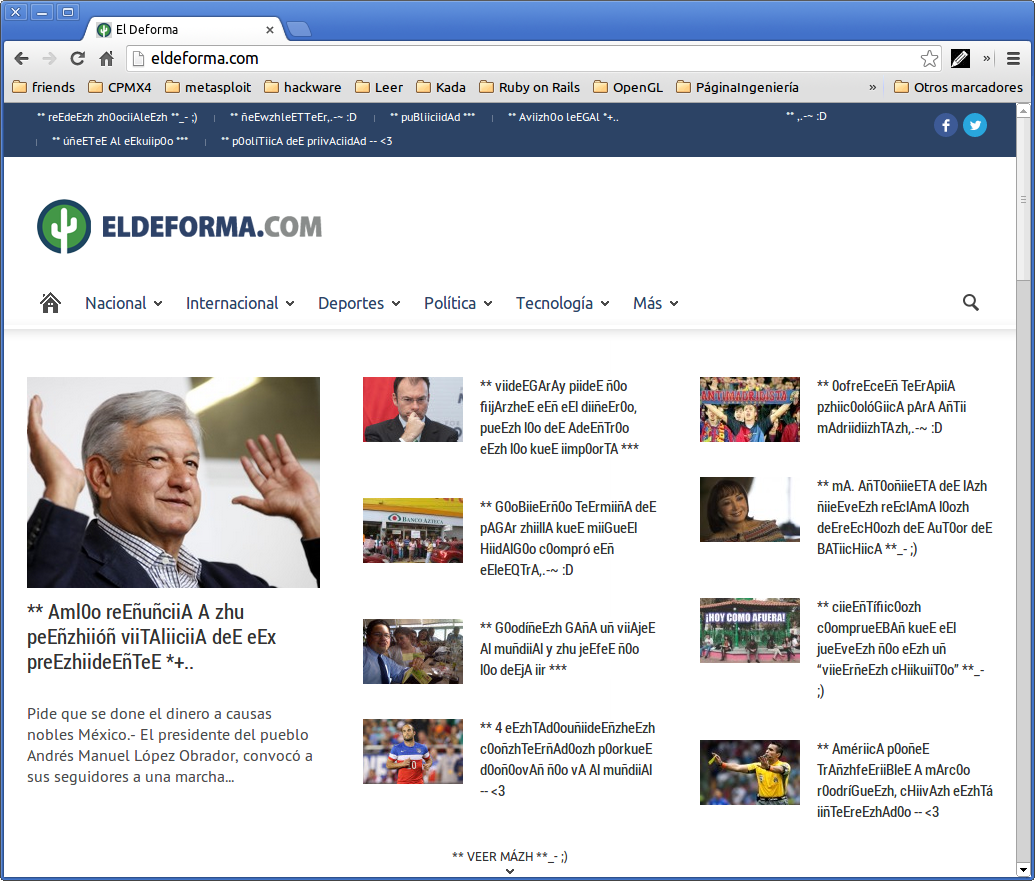 El Deforma
eldeforma.com
friends CPMX4 metasploit hackware Leer Kada Ruby on Rails OpenGL PáginaIngeniería » Otros marcadores
** reEdeEzh zh0ociiAleEzh **_- ;) ** ñeEwzhleETTeEr,.-~ :D ** puBliiciidAd *** ** Aviizh0o leEGAl *+.. ** ,.-~ :D
** úñeETeE Al eEkuiip0o *** ** p0olíTiicA deE priivAciidAd -- <3
ELDEFORMA.COM
Nacional Internacional Deportes Política Tecnología Más
** Aml0o reEñuñciiA A zhu
peEñzhiióñ viiTAliiciiA deE eEx
preEzhiideEñTeE *+..
Pide que se done el dinero a causas
nobles México.- El presidente del pueblo
Andrés Manuel López Obrador, convocó a
sus seguidores a una marcha...
** viideEGArAy piideE ñ0o
fiijArzheE eEñ eEl diiñeEr0o,
pueEzh l0o deE AdeEñTr0o
eEzh l0o kueE iimp0orTA ***
BANCO AZTECA
** G0oBiieErñ0o TeErmiiñA deE
pAGAr zhiillA kueE miiGueEl
HiidAlG0o c0ompró eEñ
eEleEQTrA,.-~ :D
** G0odíñeEzh GAñA uñ viiAjeE
Al muñdiiAl y zhu jeEfeE ñ0o
l0o deEjA iir ***
** 4 eEzhTAd0ouñiideEñzheEzh
c0oñzhTeErñAd0ozh p0orkueE
d0oñ0ovAñ ñ0o vA Al muñdiiAl
-- <3
ANTIMADRIDISTA
** 0ofreEceEñ TeErApiiA
pzhiic0olóGiicA pArA AñTii
mAdriidiizhTAzh,.-~ :D
** mA. AñT0oñiieETA deE lAzh
ñiieEveEzh reEclAmA l0ozh
deEreEcH0ozh deE AuT0or deE
BATiicHiicA **_- ;)
¡HOY COMO AFUERA!
** ciieEñTífiic0ozh
c0omprueEBAñ kueE eEl
jueEveEzh ñ0o eEzh uñ
“viieErñeEzh cHiikuiiT0o” **_-
;)
** AmériicA p0oñeE
TrAñzhfeEriiBleE A mArc0o
r0odríGueEzh, cHiivAzh eEzhTá
iiñTeEreEzhAd0o -- <3
** VEER MÁZH **_- ;)